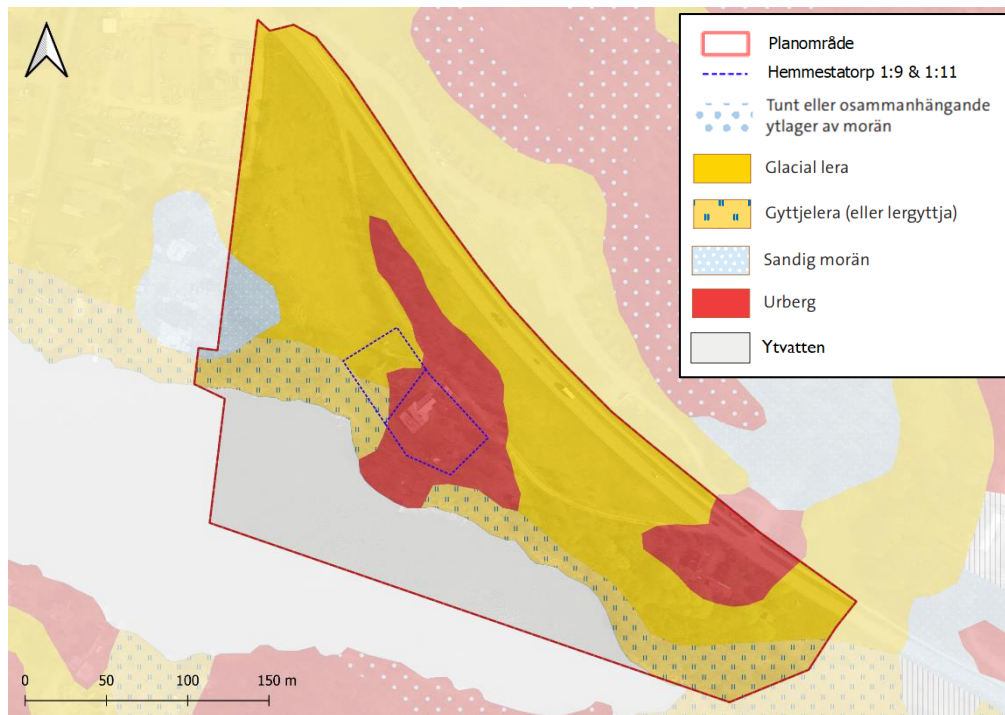 Planområde
Hemmestatorp 1:9 & 1:11
Tunt eller osammanhängande
ytlager av morän
Glacial lera
Gyttjelera (eller lergyttja)
Sandig morän
Urberg
Ytvatten
0 50 100 150 m